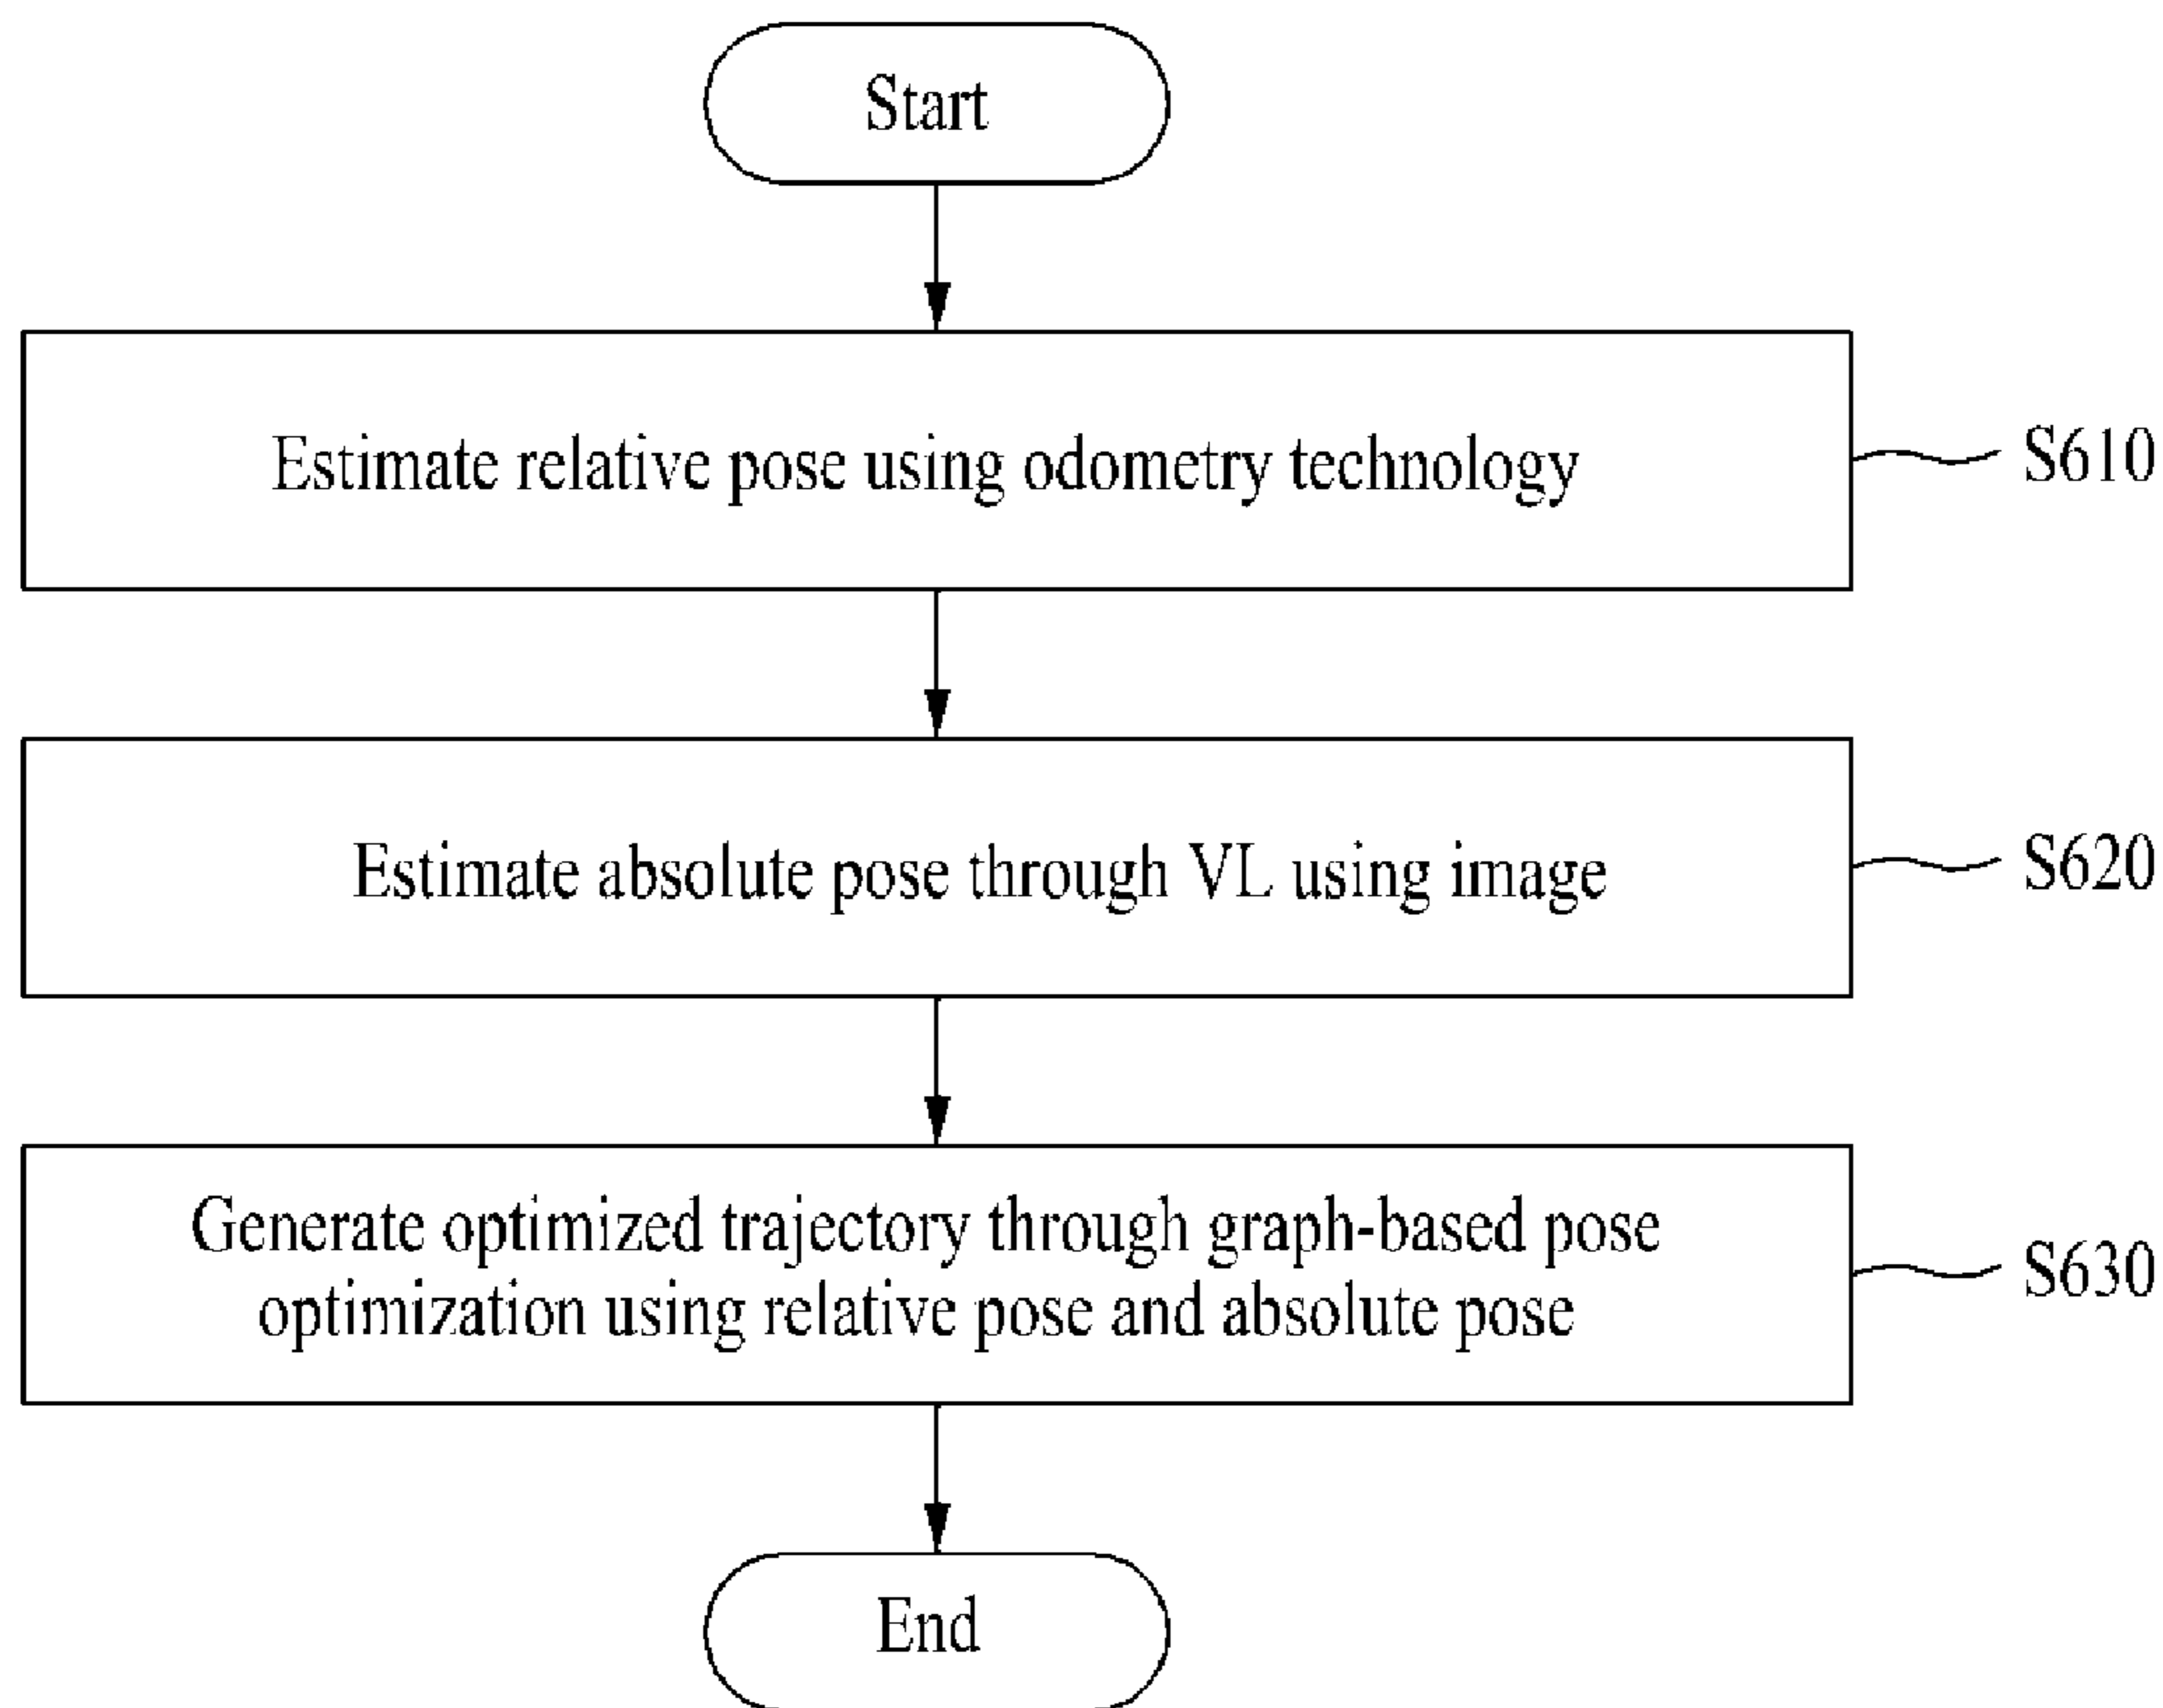 Start
Estimate relative pose using odometry technology
S610
Estimate absolute pose through VL using image
S620
Generate optimized trajectory through graph-based pose
optimization using relative pose and absolute pose
S630
End